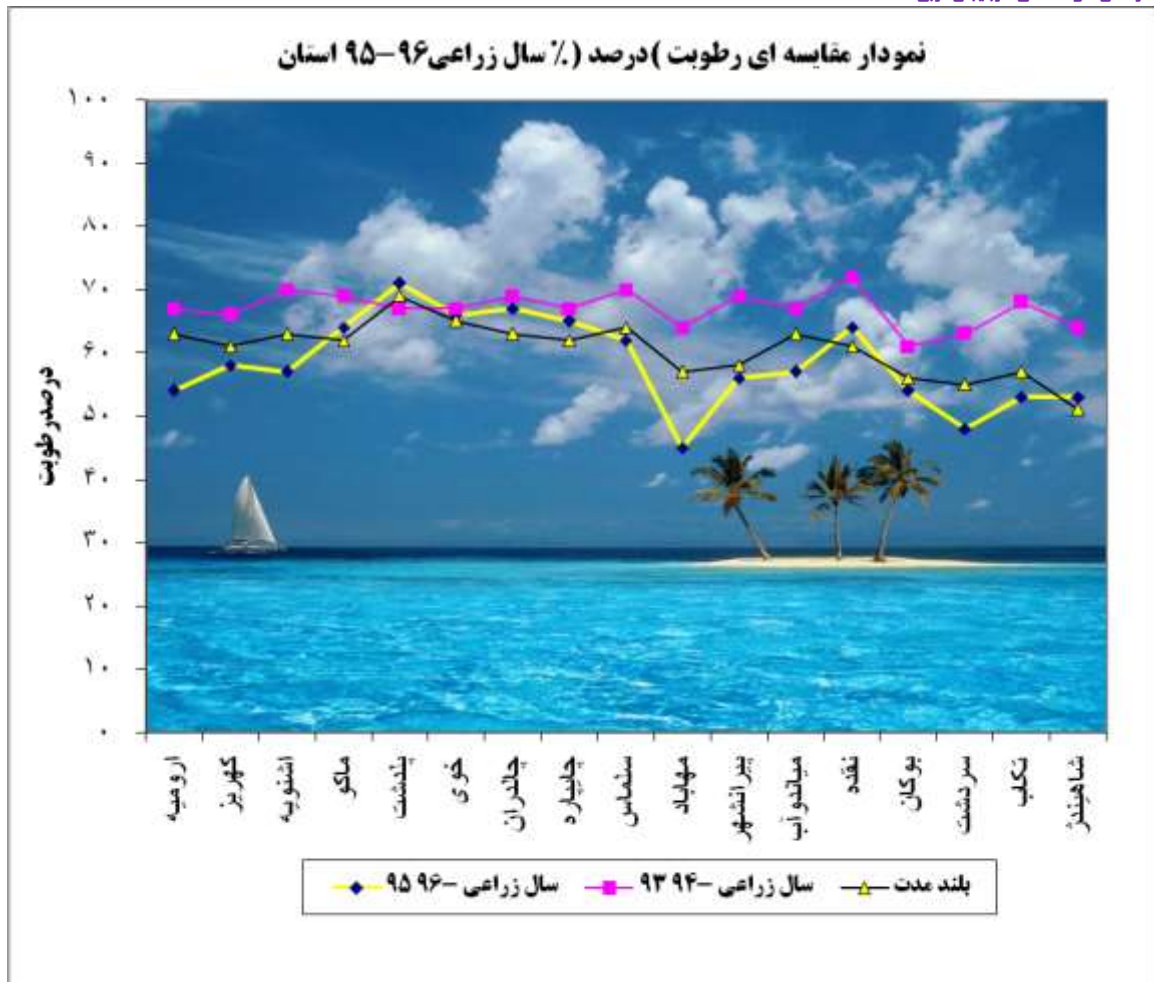 نمودار مقایسه ای رطوبت )درصد (٪ سال زراعی۹۶-۹۵ استان
۱۰۰
۹۰
۸۰
۷۰
۶۰
۵۰
۴۰
۳۰
۲۰
۱۰
۰
درصدرطوبت
ارومیه
کهریز
اشنویه
ماکو
پلدشت
خوی
چالدران
چایپاره
سلماس
مهاباد
پیرانشهر
میاندوآب
نقده
بوکان
سردشت
تکاب
شاهیندژ
سال زراعی -۹۶ ۹۵
سال زراعی -۹۴ ۹۳
بلند مدت